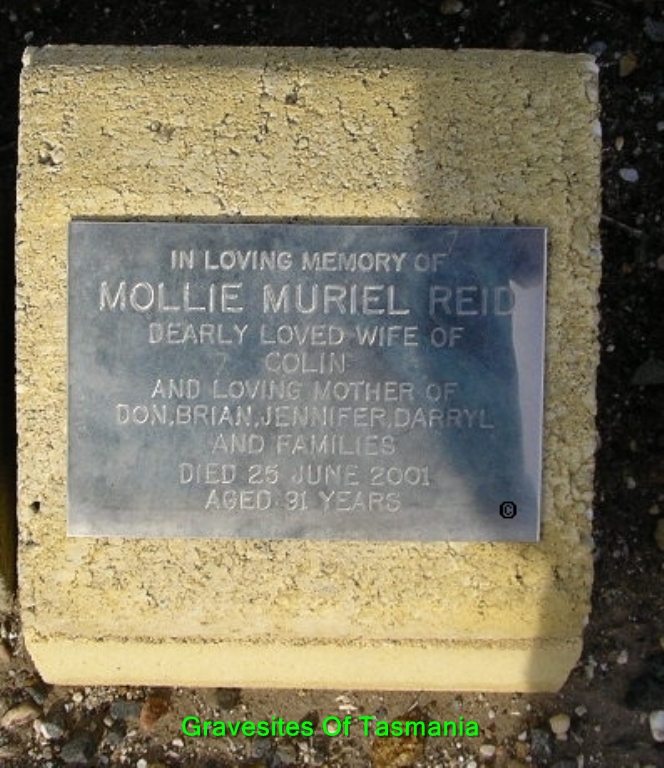 IN LOVING MEMORY OF
MOLLIE MURIEL REID
DEARLY LOVED WIFE OF
COLIN
AND LOVING MOTHER OF
DON,BRIAN,JENNIFER,DARRYL
AND FAMILIES
DIED 25 JUNE 2001
AGED 91 YEARS
©
Gravesites Of Tasmania